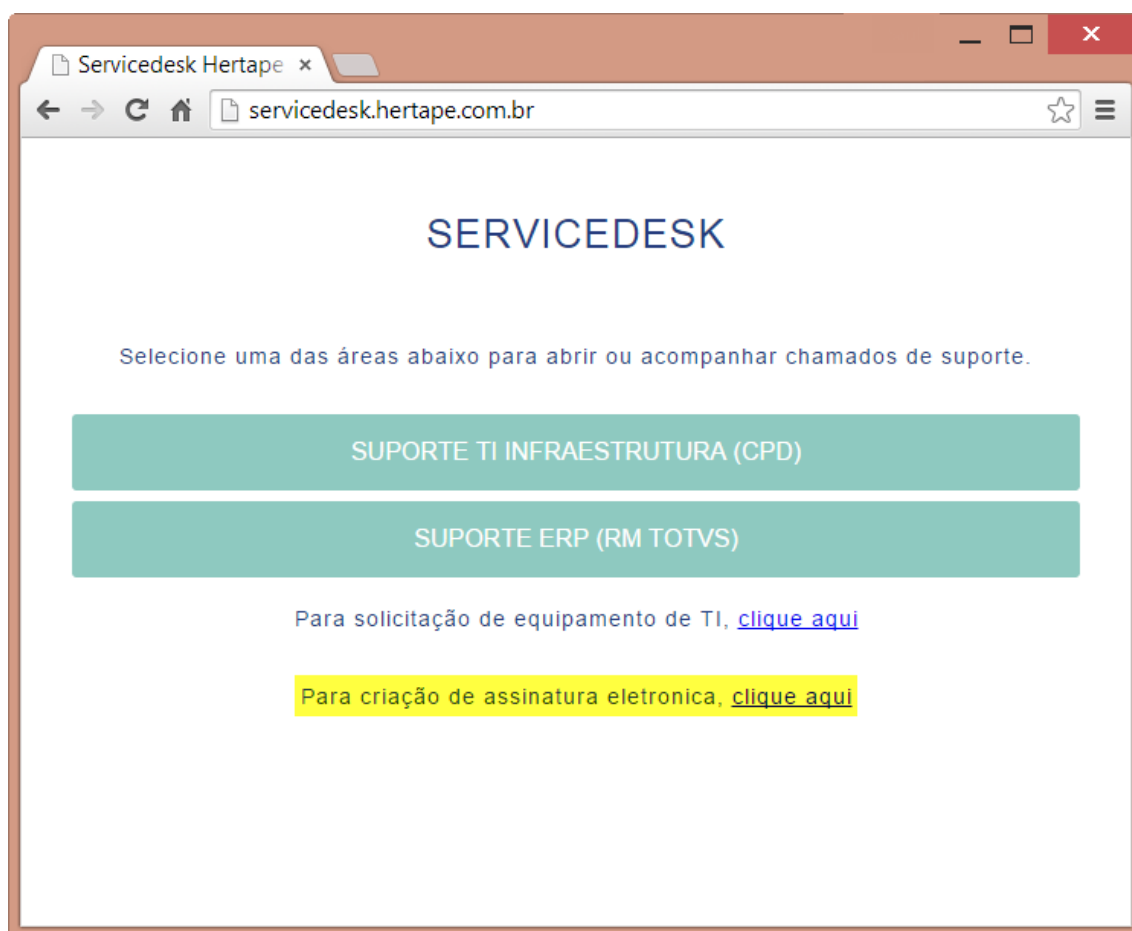 Servicedesk Hertape
servicedesk.hertape.com.br
SERVICEDESK
Selecione uma das áreas abaixo para abrir ou acompanhar chamados de suporte.
SUPORTE TI INFRAESTRUTURA (CPD)
SUPORTE ERP (RM TOTVS)
Para solicitação de equipamento de TI, clique aqui
Para criação de assinatura eletronica, clique aqui